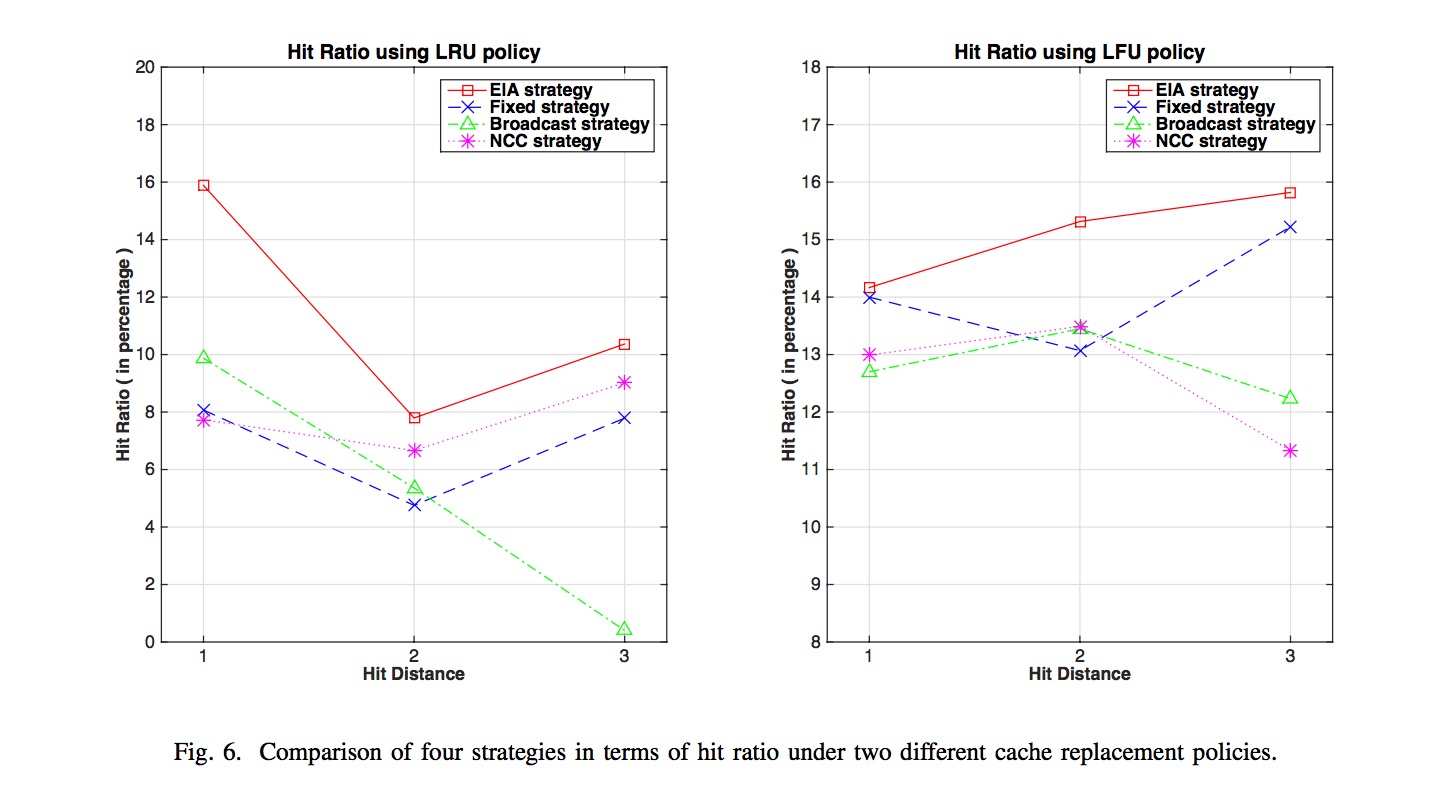 Hit Ratio using LRU policy
20
18
16
14
12
10
8
6
4
2
0
Hit Ratio ( in percentage )
EIA strategy
Fixed strategy
Broadcast strategy
NCC strategy
1 2 3
Hit Distance
Hit Ratio using LFU policy
18
17
16
15
14
13
12
11
10
9
8
Hit Ratio ( in percentage )
EIA strategy
Fixed strategy
Broadcast strategy
NCC strategy
1 2 3
Hit Distance
Fig. 6. Comparison of four strategies in terms of hit ratio under two different cache replacement policies.